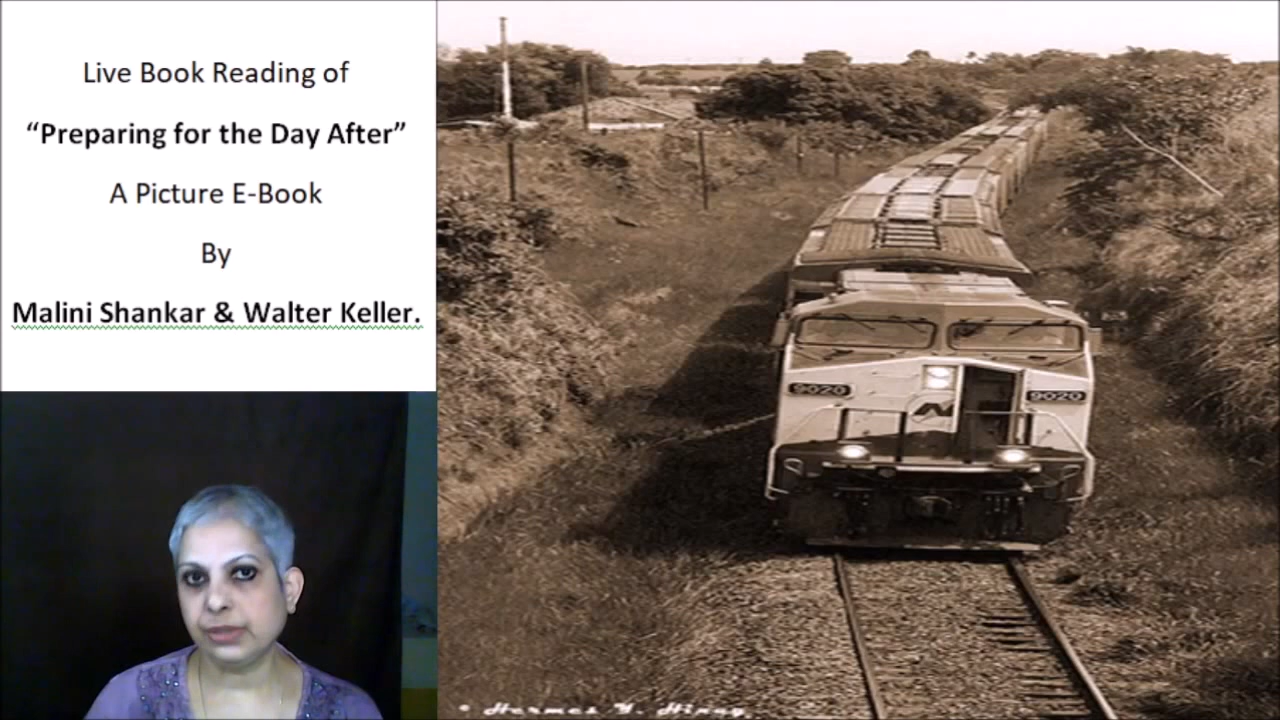 Live Book Reading of
“Preparing for the Day After”
A Picture E-Book
By
Malini Shankar & Walter Keller.
9020
9020